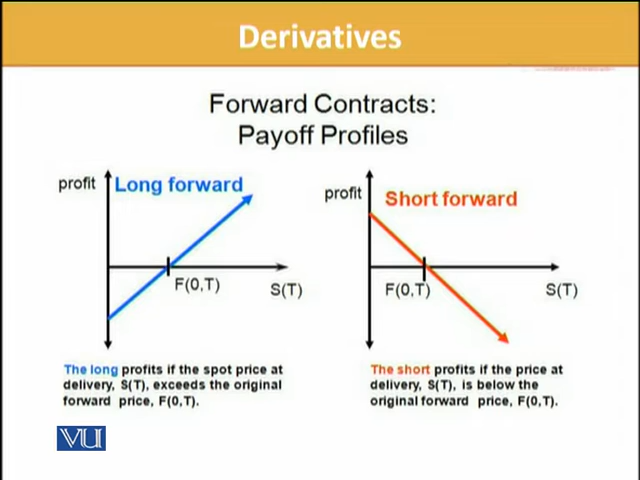 Derivatives
Forward Contracts:
Payoff Profiles
profit
Long forward
F(0,T)
S(T)
The long profits if the spot price at
delivery, S(T), exceeds the original
forward price, F(0,T).
profit
Short forward
F(0,T)
S(T)
The short profits if the price at
delivery, S(T), is below the
original forward price, F(0,T).
VU